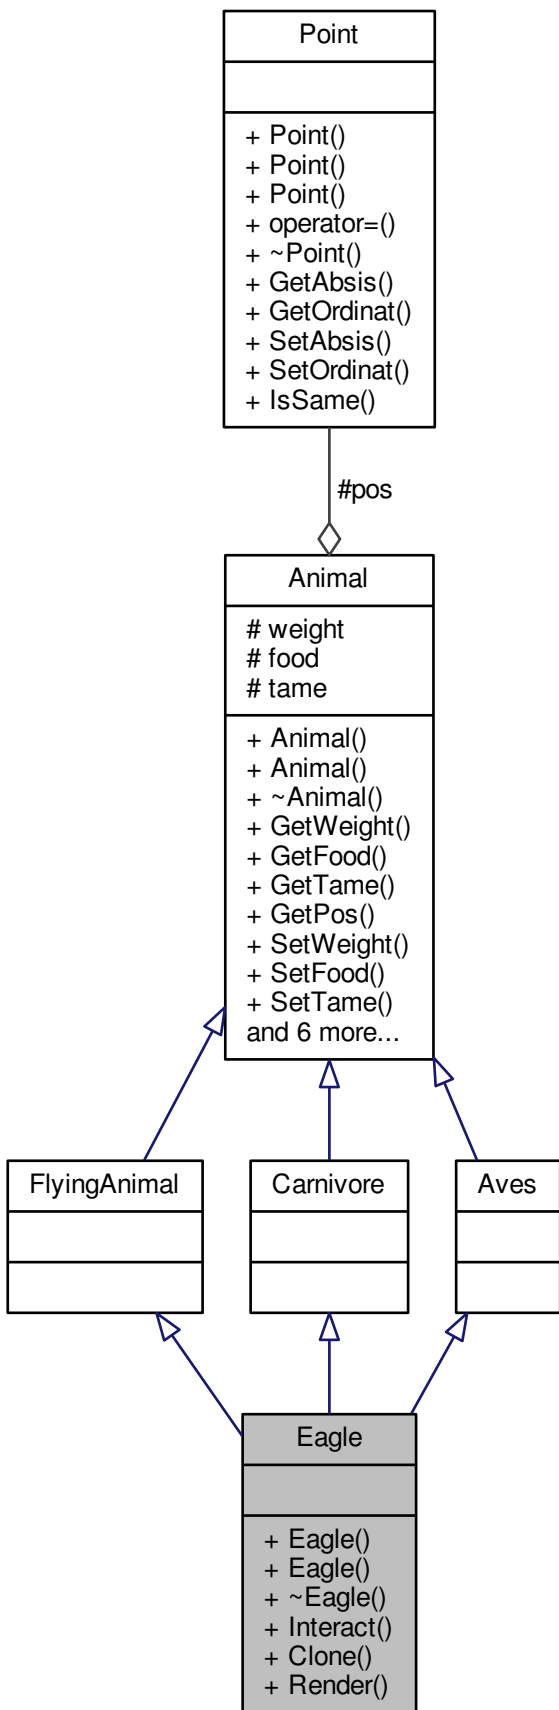 Point
+ Point()
+ Point()
+ Point()
+ operator=()
+ ~Point()
+ GetAbsis()
+ GetOrdinat()
+ SetAbsis()
+ SetOrdinat()
+ IsSame()
#pos
Animal
# weight
# food
# tame
+ Animal()
+ Animal()
+ ~Animal()
+ GetWeight()
+ GetFood()
+ GetTame()
+ GetPos()
+ SetWeight()
+ SetFood()
+ SetTame()
and 6 more...
FlyingAnimal
Carnivore
Aves
Eagle
+ Eagle()
+ Eagle()
+ ~Eagle()
+ Interact()
+ Clone()
+ Render()